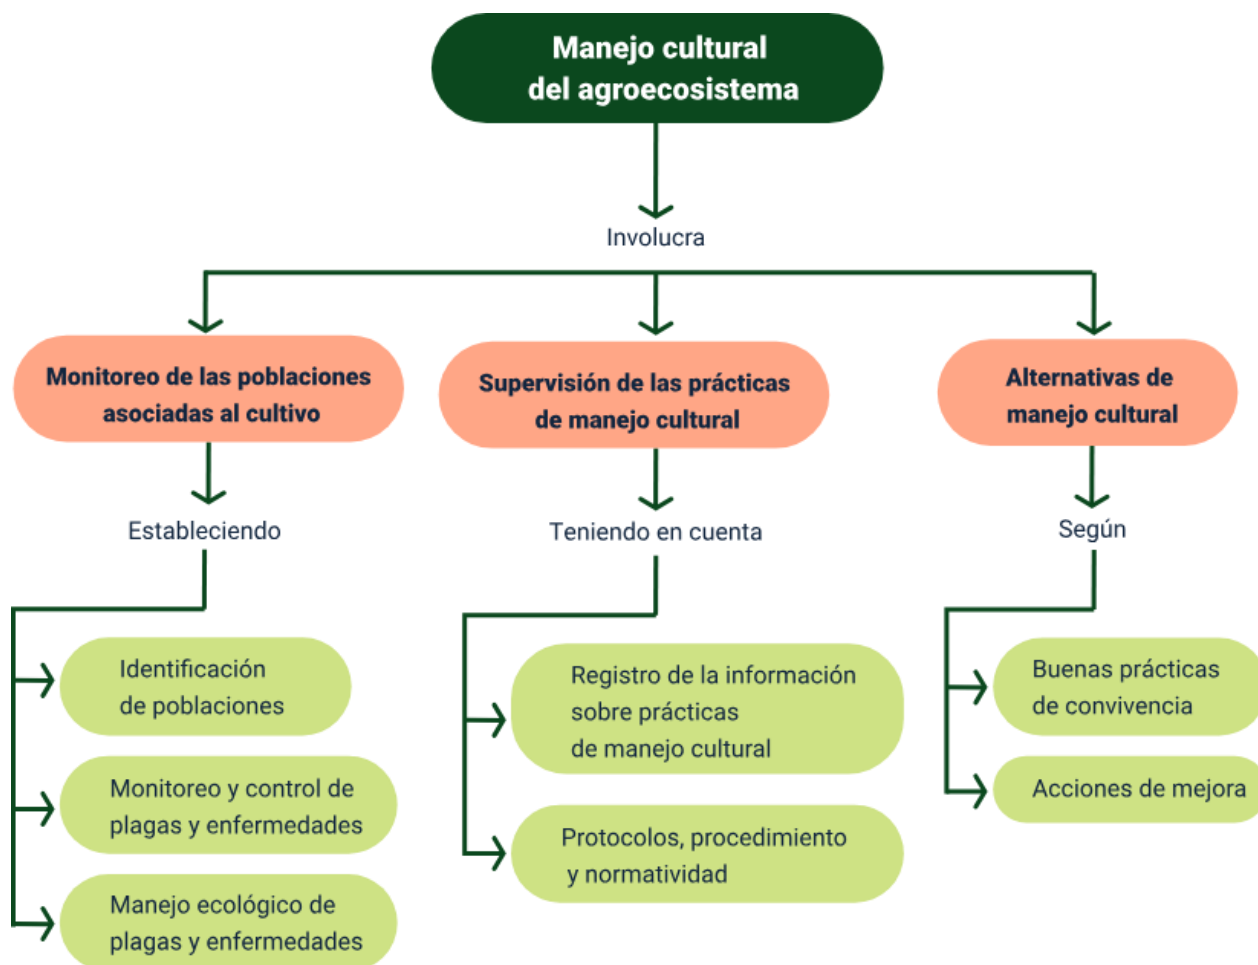 Manejo cultural
del agroecosistema
Involucra
Monitoreo de las poblaciones
asociadas al cultivo
Supervisión de las prácticas
de manejo cultural
Alternativas de
manejo cultural
Estableciendo
Teniendo en cuenta
Según
Identificación
de poblaciones
Monitoreo y control de
plagas y enfermedades
Manejo ecológico de
plagas y enfermedades
Registro de la información
sobre prácticas
de manejo cultural
Protocolos, procedimiento
y normatividad
Buenas prácticas
de convivencia
Acciones de mejora